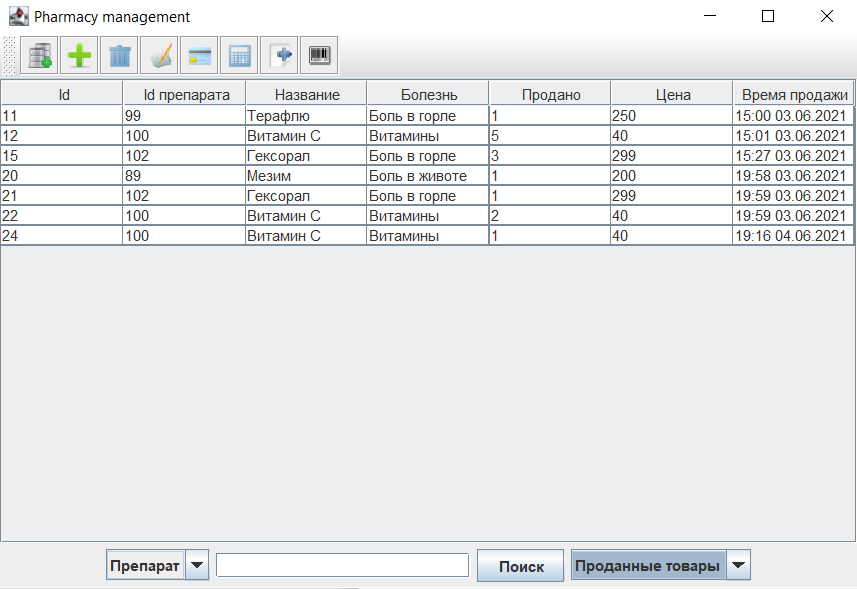 Pharmacy management
Id Id препарата Название Болезнь Продано Цена Время продажи
11 99 Терафлю Боль в горле 1 250 15:00 03.06.2021
12 100 Витамин С Витамины 5 40 15:01 03.06.2021
15 102 Гексорал Боль в горле 3 299 15:27 03.06.2021
20 89 Мезим Боль в животе 1 200 19:58 03.06.2021
21 102 Гексорал Боль в горле 1 299 19:59 03.06.2021
22 100 Витамин С Витамины 2 40 19:59 03.06.2021
24 100 Витамин С Витамины 1 40 19:16 04.06.2021
Препарат Поиск Проданные товары